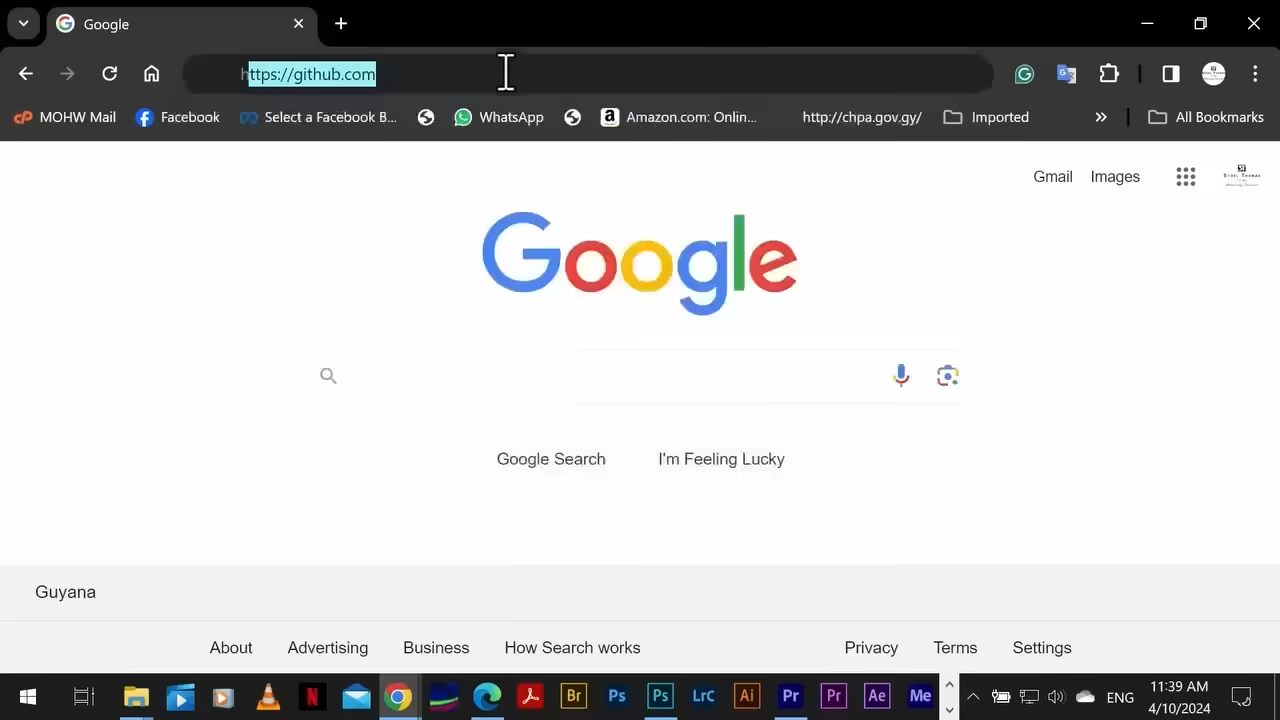 Google
https://github.com
MOHW Mail
Facebook
Select a Facebook B...
WhatsApp
Amazon.com: Onlin...
http://chpa.gov.gy/
Imported
»
All Bookmarks
Gmail
Images
Google
Google Search
I'm Feeling Lucky
Guyana
About
Advertising
Business
How Search works
Privacy
Terms
Settings
Br
Ps
Ps
LrC
Ai
Pr
Pr
Ae
Me
ENG
11:39 AM
4/10/2024